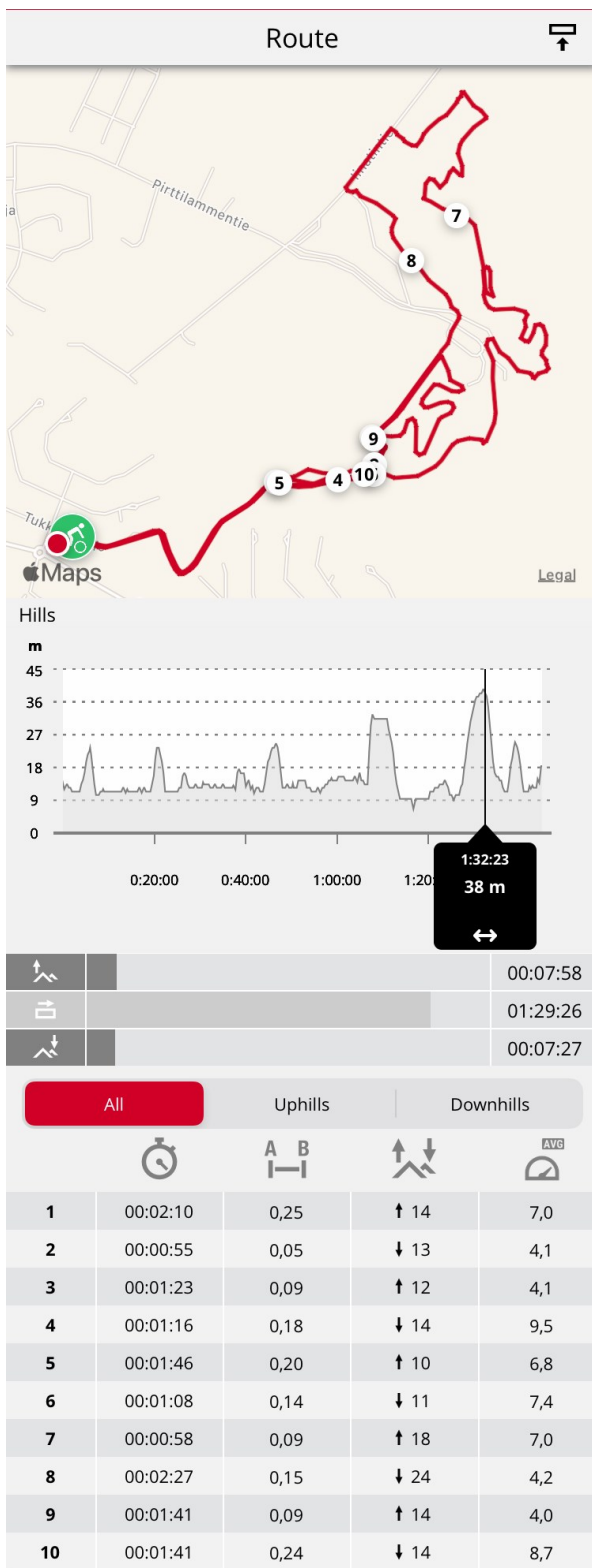 Route
Pirttilammentie
ja
7
8
9
5
4
10
Tukk
Maps
Legal
Hills
m
45
36
27
18
9
0
0:20:00 0:40:00 1:00:00 1:20:
1:32:23
38 m
00:07:58
01:29:26
00:07:27
All Uphills Downhills
A B
AVG
1 00:02:10 0,25 ↑ 14 7,0
2 00:00:55 0,05 ↓ 13 4,1
3 00:01:23 0,09 ↑ 12 4,1
4 00:01:16 0,18 ↓ 14 9,5
5 00:01:46 0,20 ↑ 10 6,8
6 00:01:08 0,14 ↓ 11 7,4
7 00:00:58 0,09 ↑ 18 7,0
8 00:02:27 0,15 ↓ 24 4,2
9 00:01:41 0,09 ↑ 14 4,0
10 00:01:41 0,24 ↓ 14 8,7